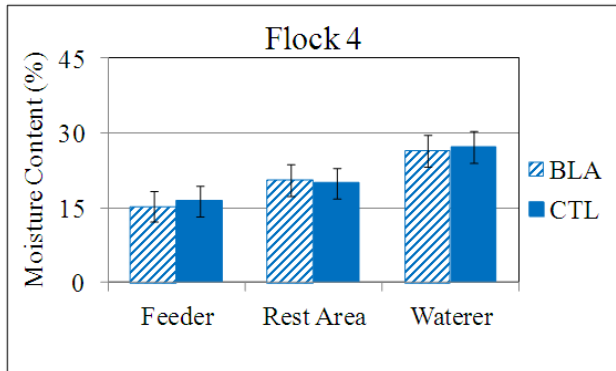 Flock 4
Moisture Content (%)
45
30
15
0
Feeder Rest Area Waterer
BLA
CTL